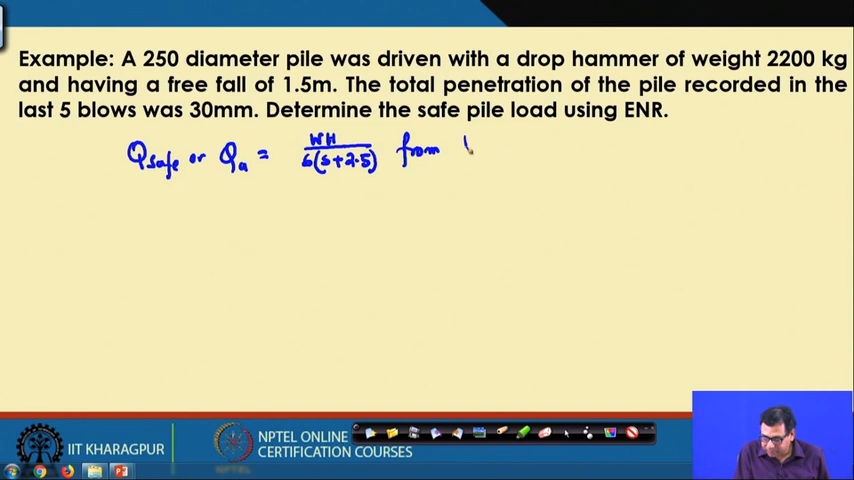 Example: A 250 diameter pile was driven with a drop hammer of weight 2200 kg
and having a free fall of 1.5m. The total penetration of the pile recorded in the
last 5 blows was 30mm. Determine the safe pile load using ENR.
Qsafe or Qa = WH / 6(s+2.5) from
IIT KHARAGPUR
NPTEL ONLINE
CERTIFICATION COURSES
NPTEL